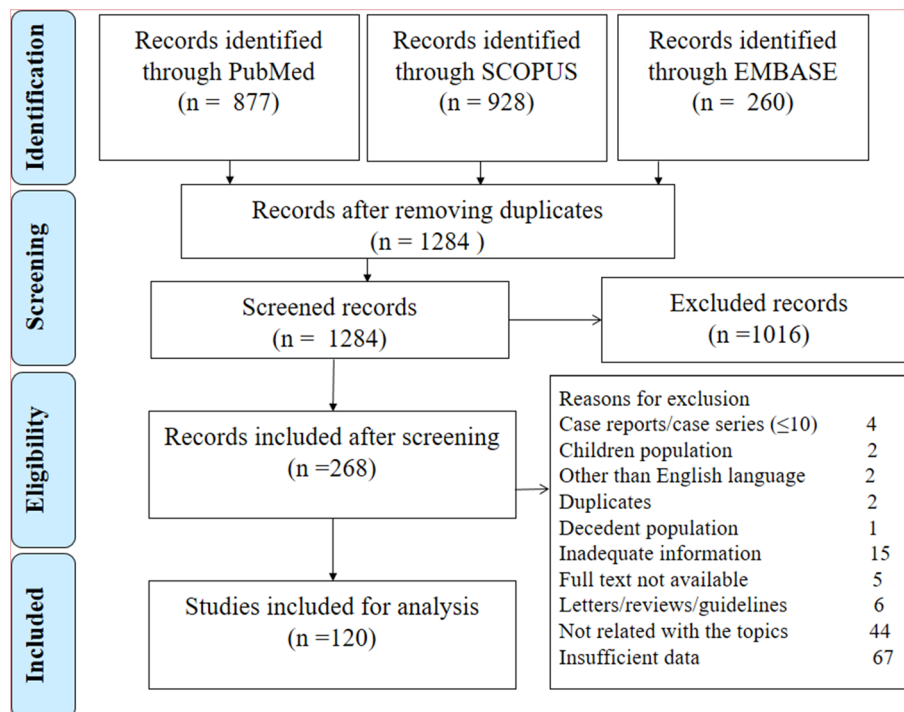 Identification
Records identified
through PubMed
(n = 877)
Records identified
through SCOPUS
(n = 928)
Records identified
through EMBASE
(n = 260)
Screening
Records after removing duplicates
(n = 1284 )
Screened records
(n = 1284)
Excluded records
(n =1016)
Eligibility
Records included after screening
(n =268)
Reasons for exclusion
Case reports/case series (≤10) 4
Children population 2
Other than English language 2
Duplicates 2
Decedent population 1
Inadequate information 15
Full text not available 5
Letters/reviews/guidelines 6
Not related with the topics 44
Insufficient data 67
Included
Studies included for analysis
(n =120)